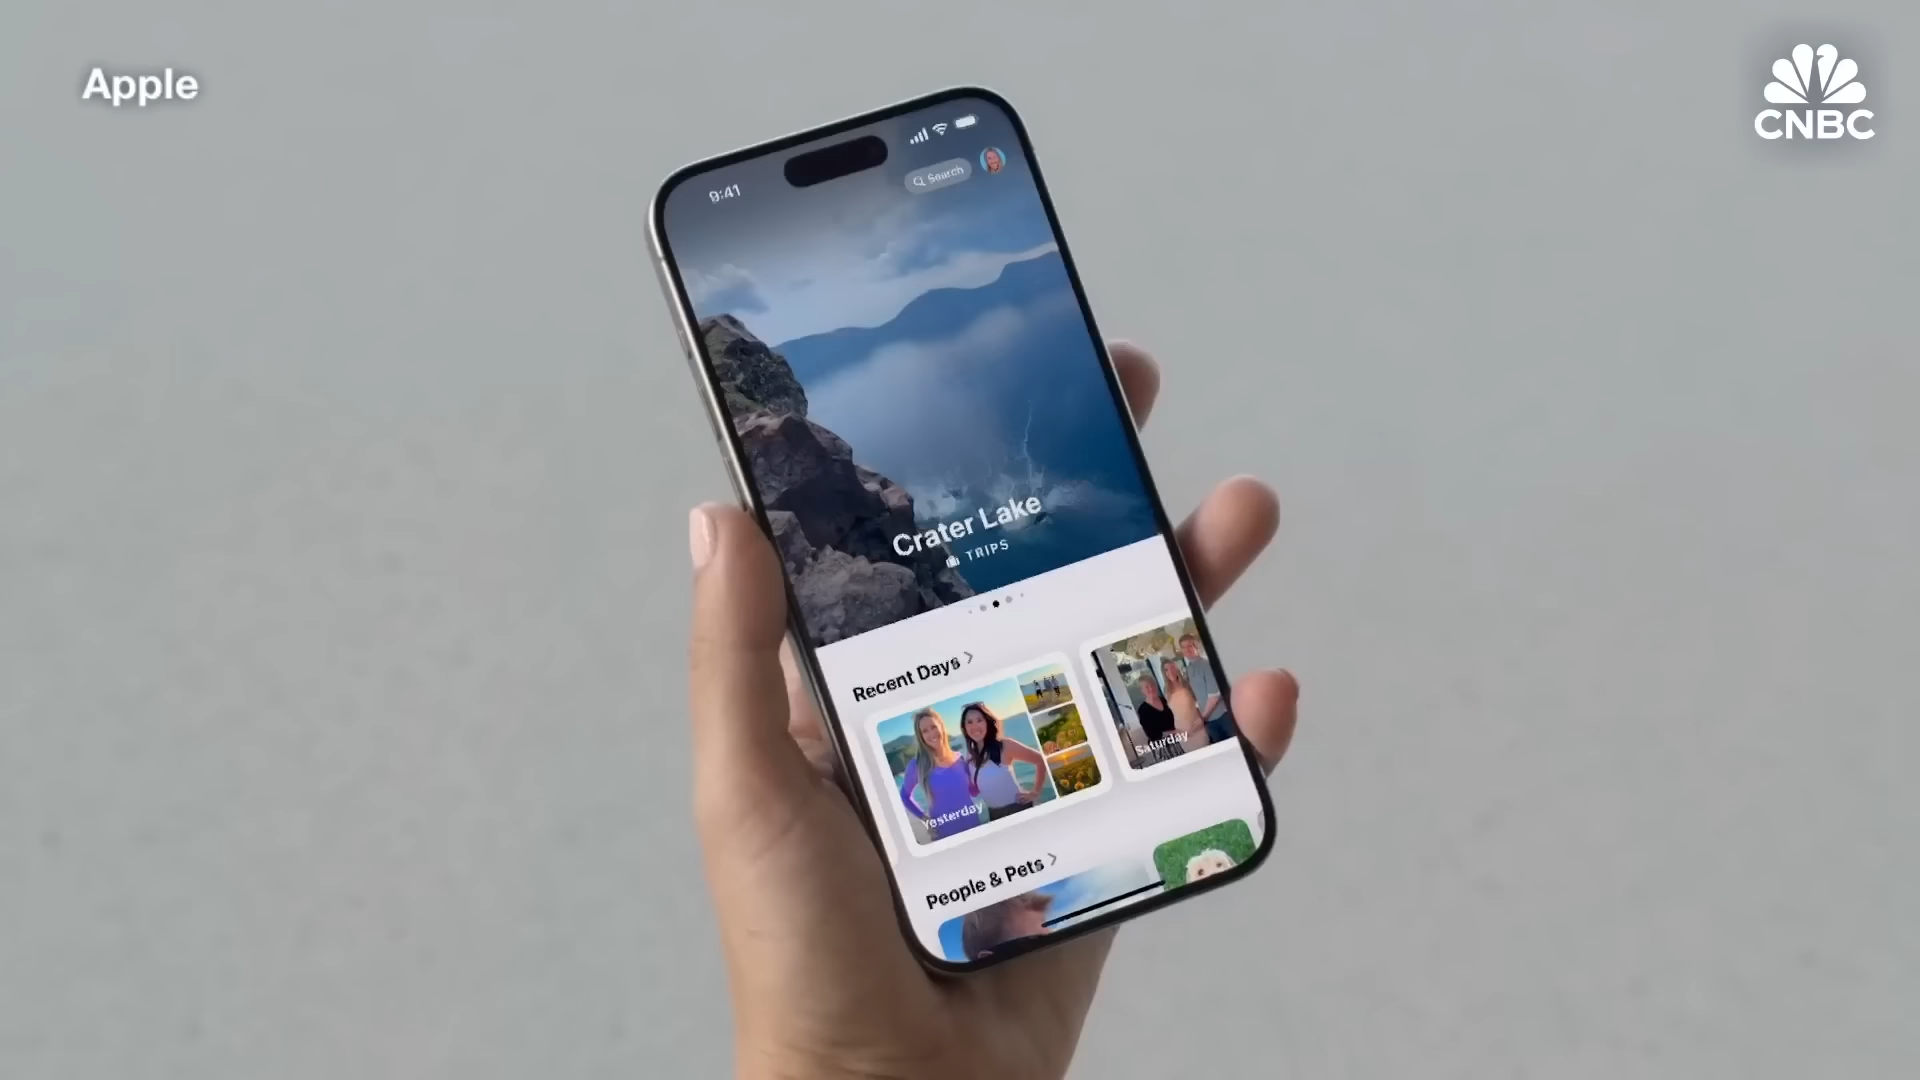 Apple
CNBC
9:41
Search
Crater Lake
TRIPS
Recent Days
Yesterday
Saturday
People & Pets